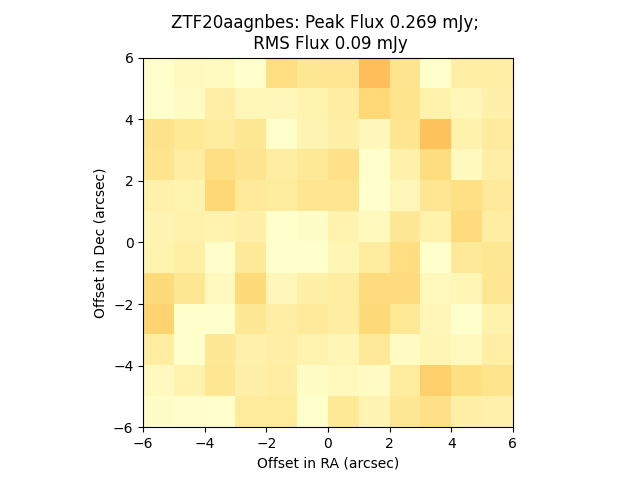 ZTF20aagnbes: Peak Flux 0.269 mJy;
RMS Flux 0.09 mJy
6
4
2
0
−2
−4
−6
Offset in Dec (arcsec)
−6 −4 −2 0 2 4 6
Offset in RA (arcsec)